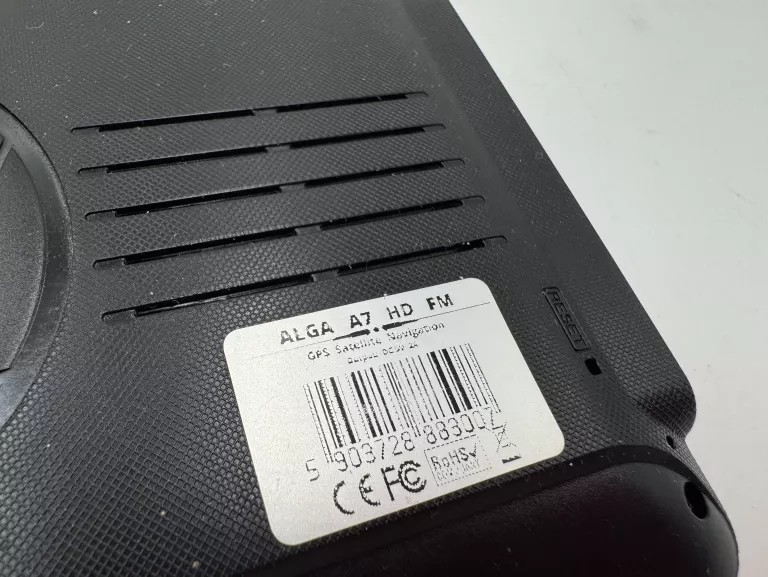 ALGA A7 HD FM
GPS Satellite Navigation
5 903728 883007
CE FC RoHS
RESET